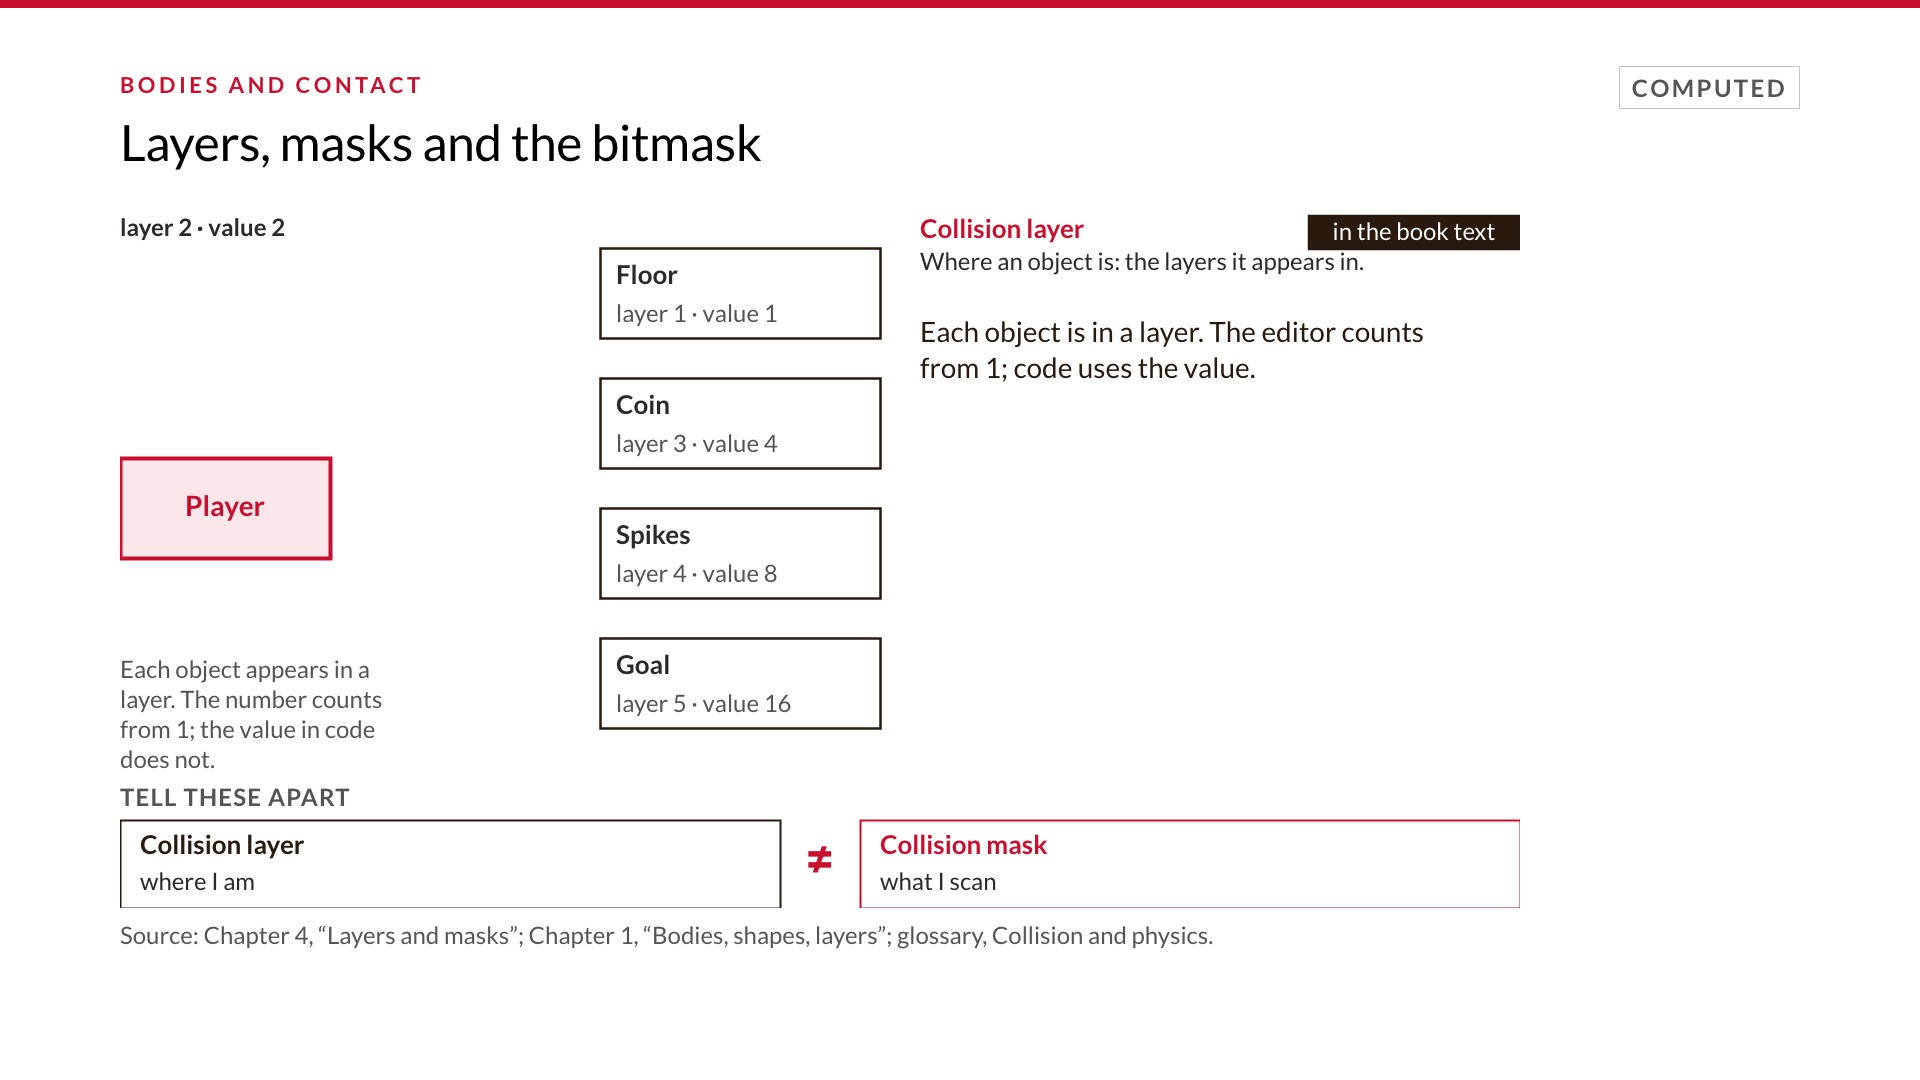 BODIES AND CONTACT
COMPUTED
Layers, masks and the bitmask
layer 2 · value 2
Player
Each object appears in a
layer. The number counts
from 1; the value in code
does not.
Floor
layer 1 · value 1
Coin
layer 3 · value 4
Spikes
layer 4 · value 8
Goal
layer 5 · value 16
Collision layer
in the book text
Where an object is: the layers it appears in.
Each object is in a layer. The editor counts
from 1; code uses the value.
TELL THESE APART
Collision layer
where I am
≠
Collision mask
what I scan
Source: Chapter 4, “Layers and masks”; Chapter 1, “Bodies, shapes, layers”; glossary, Collision and physics.